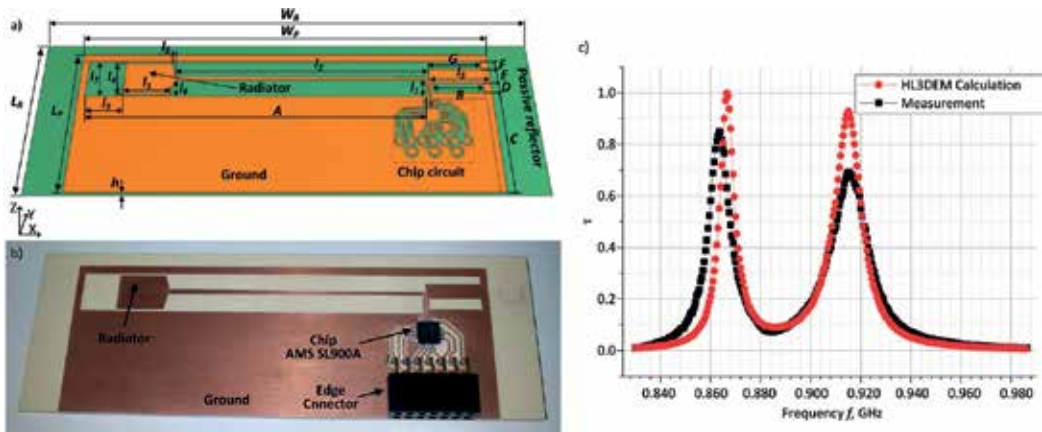 a)
W_R
W_P
l_2
G
F
Radiator
B
D
A
C
L_R
L_P
Passive reflector
Chip circuit
Ground
h
Z
Y
X
b)
Radiator
Chip
AMS SL900A
Edge
Cnnector
Ground
c)
HL3DEM Calculation
Measurement
1.0
0.8
0.6
0.4
0.2
0.0
τ
0.840 0.860 0.880 0.900 0.920 0.940 0.960 0.980
Frequency f, GHz